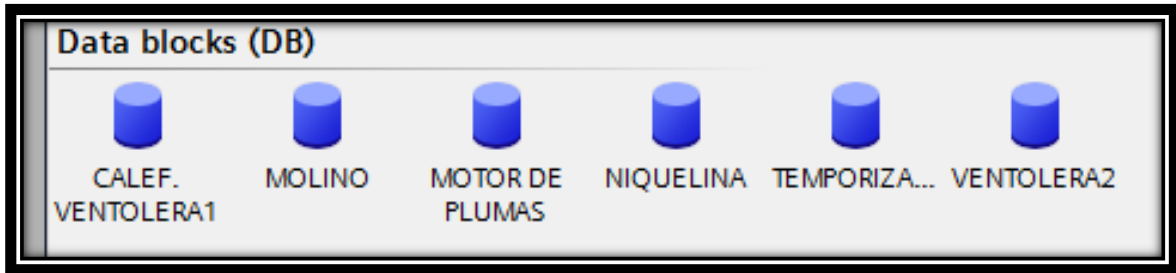 Data blocks (DB)
CALEF.
VENTOLERA1
MOLINO
MOTOR DE
PLUMAS
NIQUELINA
TEMPORIZA...
VENTOLERA2